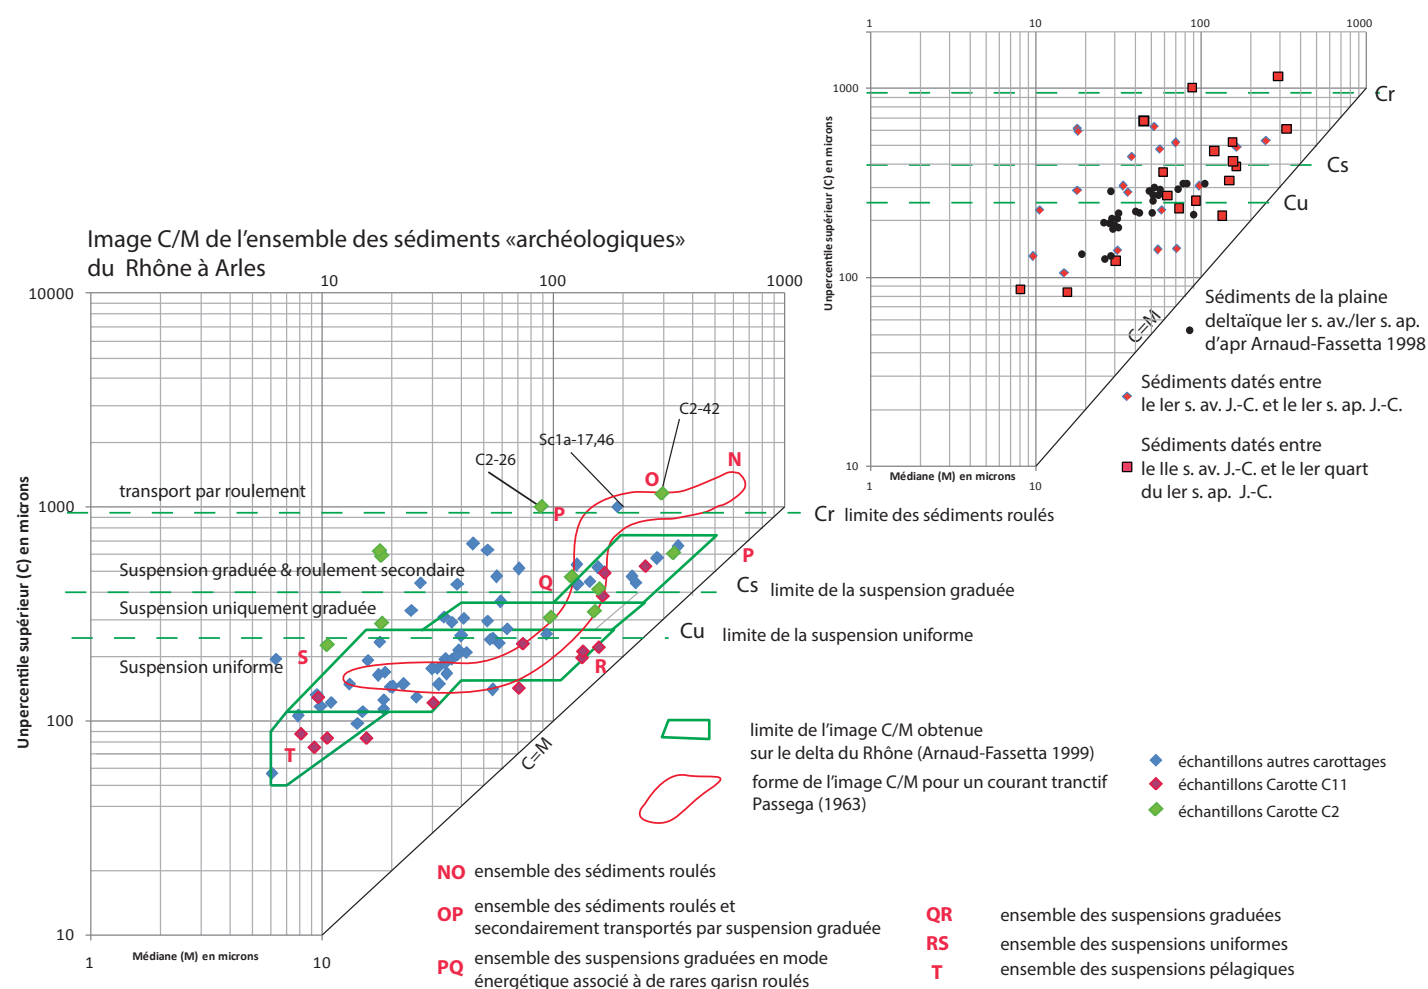 1
10
100
1000
1000
100
10
Unpercentile supérieur (C) en microns
Cr
Cs
Cu
C=M
1
Médiane (M) en microns
10
Sédiments de la plaine
deltaïque Ier s. av./Ier s. ap.
d'apr Arnaud-Fassetta 1998
Sédiments datés entre
le Ier s. av. J.-C. et le Ier s. ap. J.-C.
Sédiments datés entre
le IIe s. av. J.-C. et le Ier quart
du Ier s. ap. J.-C.
Image C/M de l'ensemble des sédiments «archéologiques»
du Rhône à Arles
10
100
1000
10000
1000
100
10
Unpercentile supérieur (C) en microns
C2-42
Sc1a-17,46
C2-26
N
O
P
transport par roulement
Cr limite des sédiments roulés
P
Suspension graduée & roulement secondaire
Q
Cs limite de la suspension graduée
Suspension uniquement graduée
Cu limite de la suspension uniforme
S
Suspension uniforme
R
T
C=M
1
Médiane (M) en microns
10
limite de l'image C/M obtenue
sur le delta du Rhône (Arnaud-Fassetta 1999)
forme de l'image C/M pour un courant tranctif
Passega (1963)
échantillons autres carottages
échantillons Carotte C11
échantillons Carotte C2
NO ensemble des sédiments roulés
OP ensemble des sédiments roulés et
secondairement transportés par suspension graduée
PQ ensemble des suspensions graduées en mode
énergétique associé à de rares garisn roulés
QR ensemble des suspensions graduées
RS ensemble des suspensions uniformes
T ensemble des suspensions pélagiques